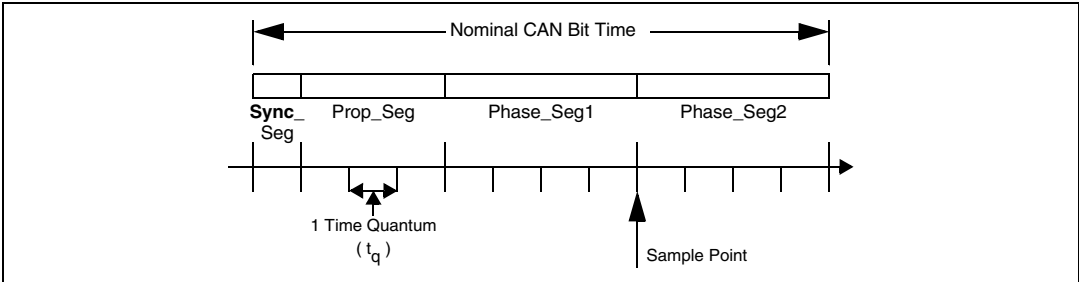 Nominal CAN Bit Time
Sync_ Prop_Seg Phase_Seg1 Phase_Seg2
Seg
1 Time Quantum
( tq )
Sample Point